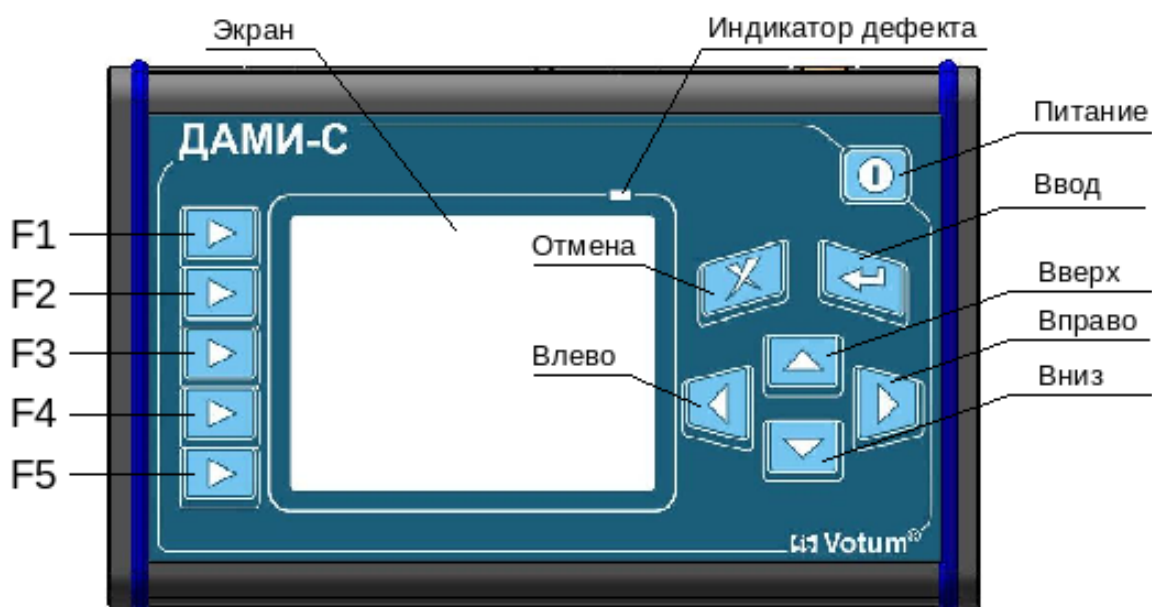 Экран
Индикатор дефекта
ДАМИ-С
Питание
Ввод
F1
Отмена
F2
Вверх
F3
Влево
Вправо
Вниз
F4
F5
Votum®